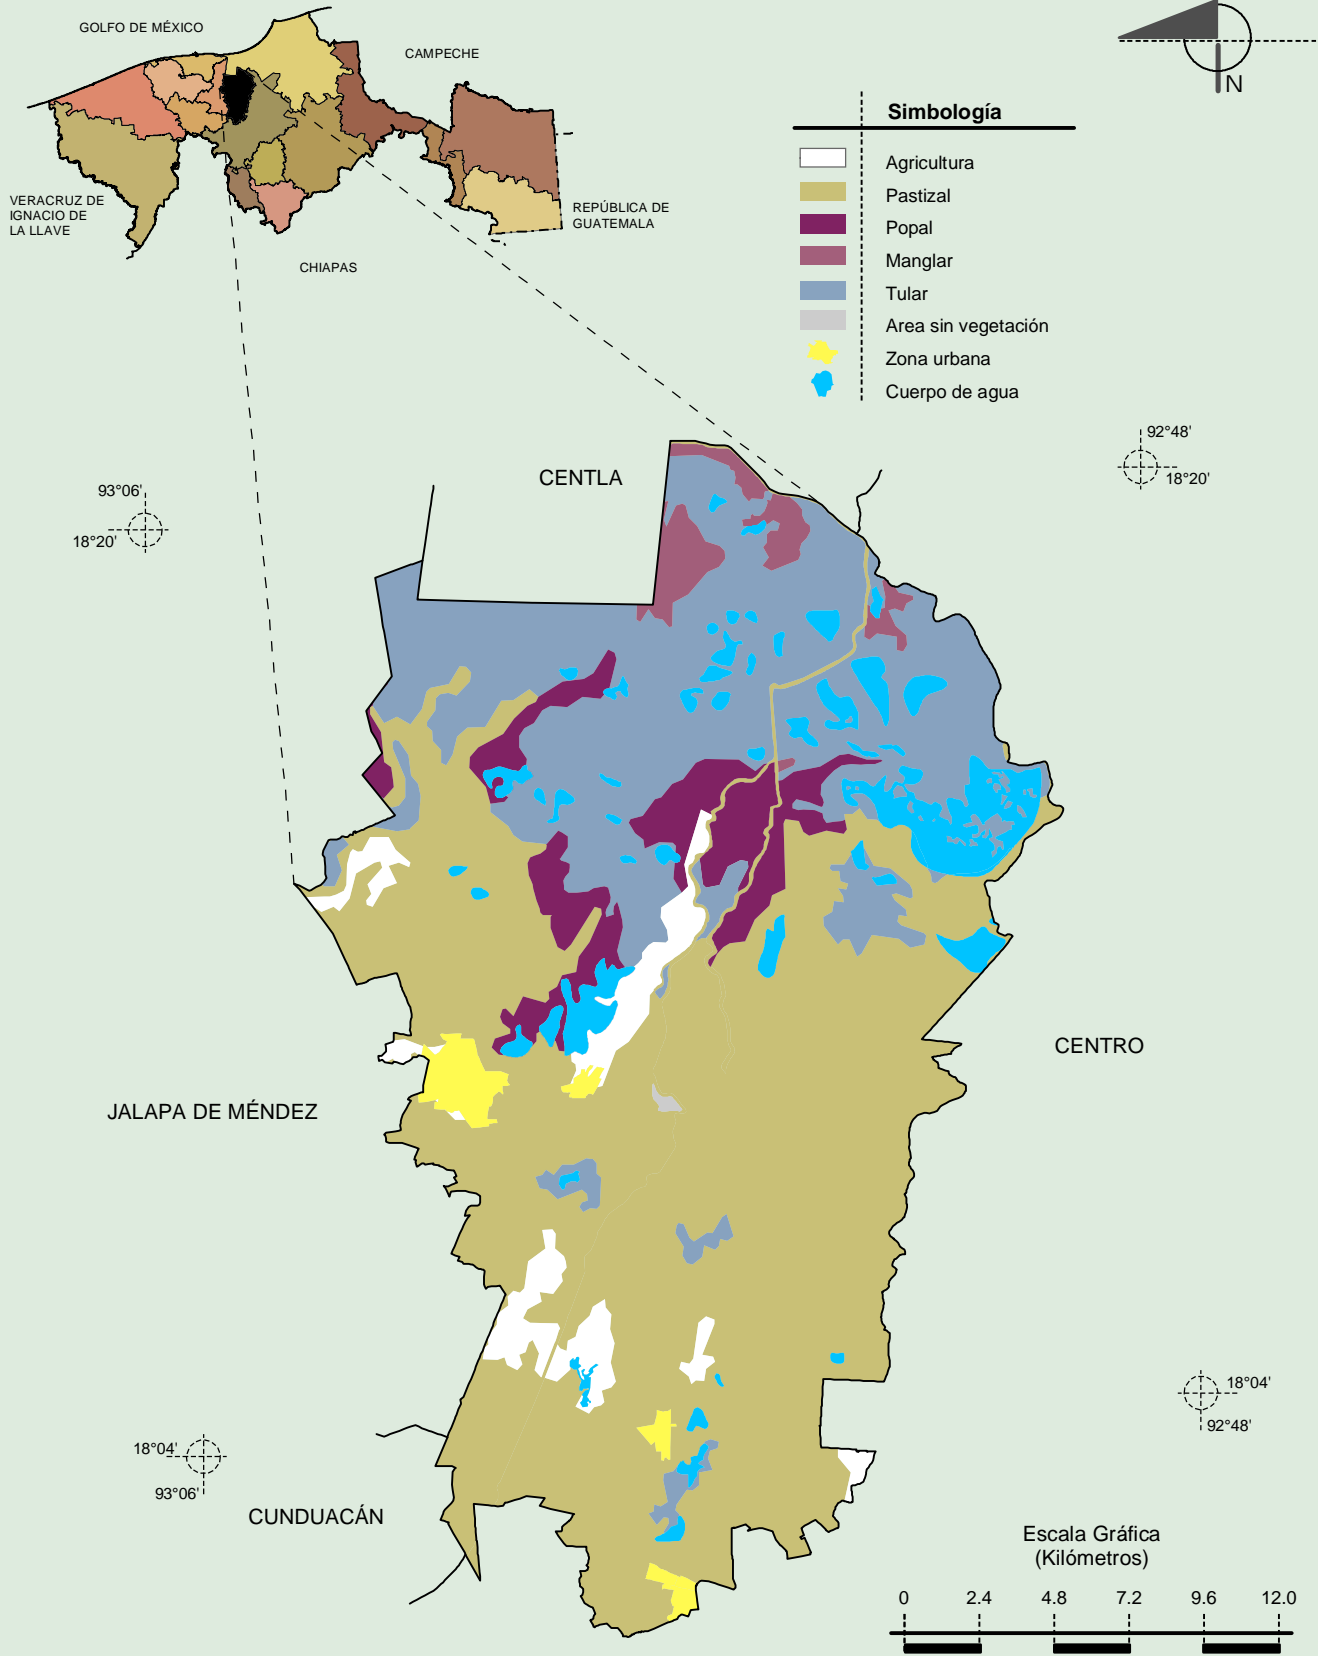 GOLFO DE MÉXICO
CAMPECHE
N
VERACRUZ DE
IGNACIO DE
LA LLAVE
REPÚBLICA DE
GUATEMALA
CHIAPAS
Simbología
Agricultura
Pastizal
Popal
Manglar
Tular
Area sin vegetación
Zona urbana
Cuerpo de agua
92°48'
18°20'
93°06'
18°20'
CENTLA
CENTRO
JALAPA DE MÉNDEZ
18°04'
92°48'
18°04'
93°06'
CUNDUACÁN
Escala Gráfica
(Kilómetros)
0 2.4 4.8 7.2 9.6 12.0